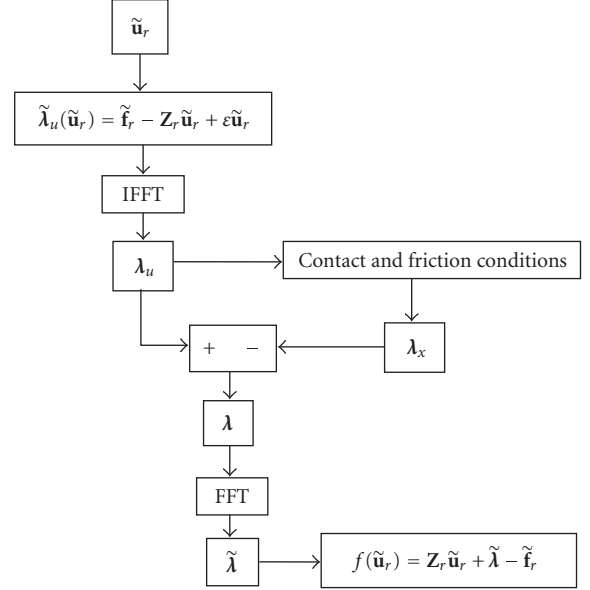 ũ_r
λ̃_u(ũ_r) = f̃_r − Z_r ũ_r + εũ_r
IFFT
λ_u
Contact and friction conditions
+ −
λ_x
λ
FFT
λ̃
f(ũ_r) = Z_r ũ_r + λ̃ − f̃_r